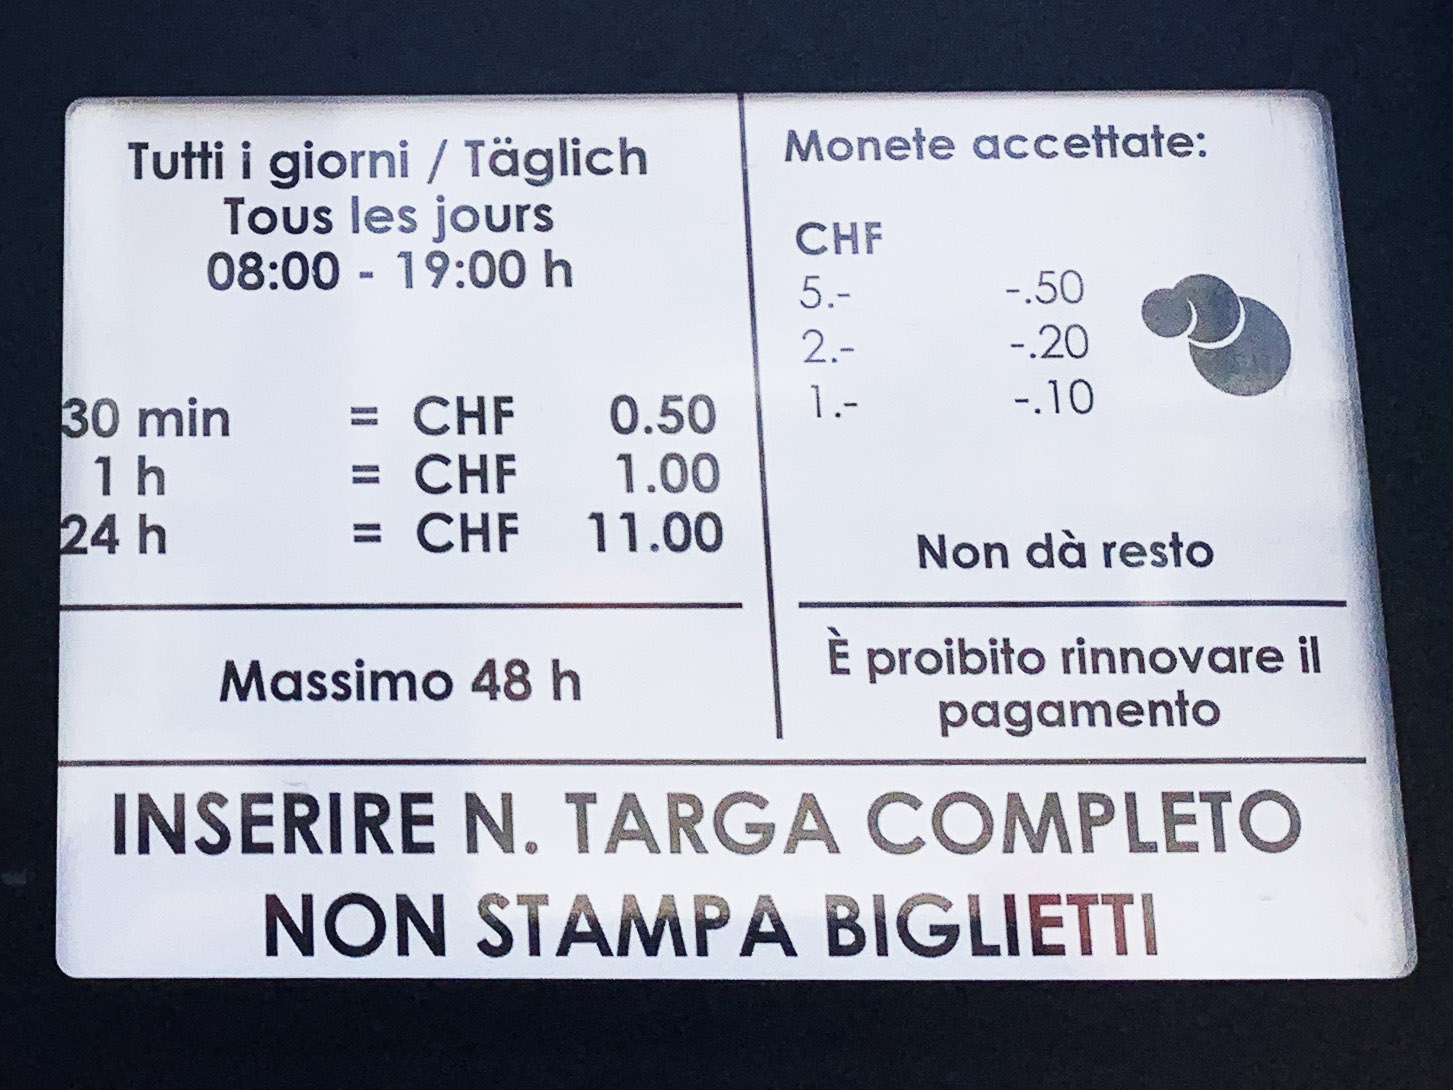 Tutti i giorni / Täglich
Tous les jours
08:00 - 19:00 h
30 min = CHF 0.50
1 h = CHF 1.00
24 h = CHF 11.00
Massimo 48 h
Monete accettate:
CHF
5.- -.50
2.- -.20
1.- -.10
Non dà resto
È proibito rinnovare il
pagamento
INSERIRE N. TARGA COMPLETO
NON STAMPA BIGLIETTI